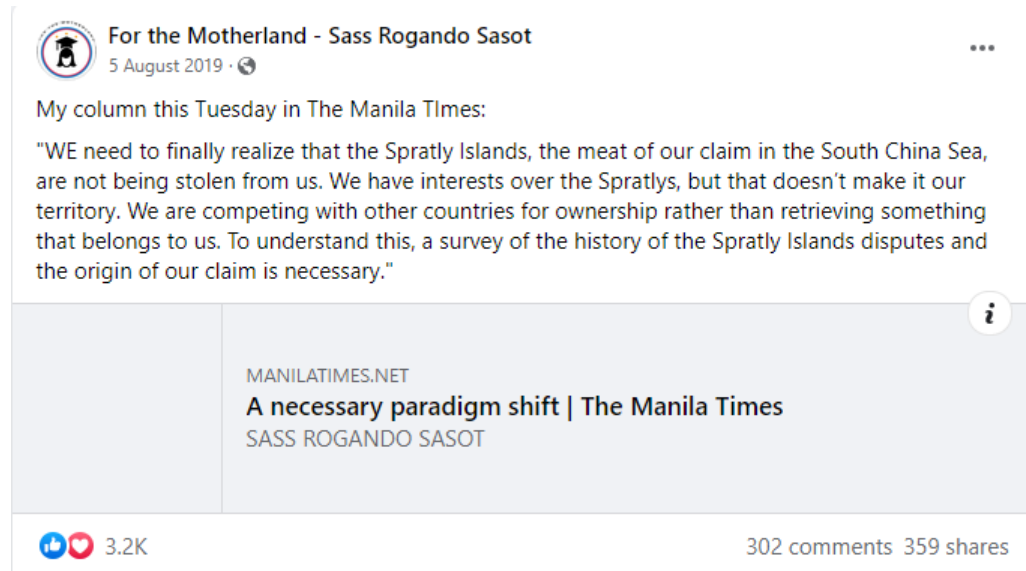 For the Motherland - Sass Rogando Sasot
5 August 2019 ·
My column this Tuesday in The Manila TImes:
"WE need to finally realize that the Spratly Islands, the meat of our claim in the South China Sea,
are not being stolen from us. We have interests over the Spratlys, but that doesn't make it our
territory. We are competing with other countries for ownership rather than retrieving something
that belongs to us. To understand this, a survey of the history of the Spratly Islands disputes and
the origin of our claim is necessary."
MANILATIMES.NET
A necessary paradigm shift | The Manila Times
SASS ROGANDO SASOT
3.2K 302 comments 359 shares